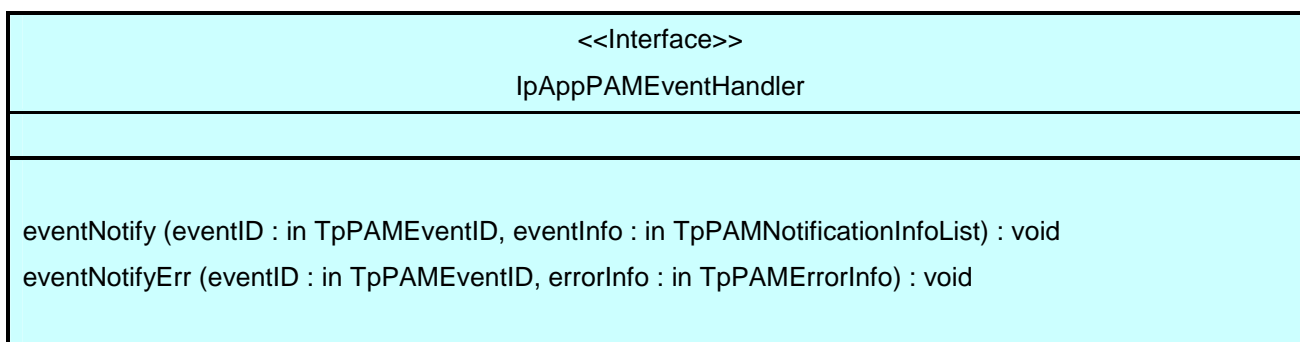 <<Interface>>
IpAppPAMEventHandler
eventNotify (eventID : in TpPAMEventID, eventInfo : in TpPAMNotificationInfoList) : void
eventNotifyErr (eventID : in TpPAMEventID, errorInfo : in TpPAMErrorInfo) : void